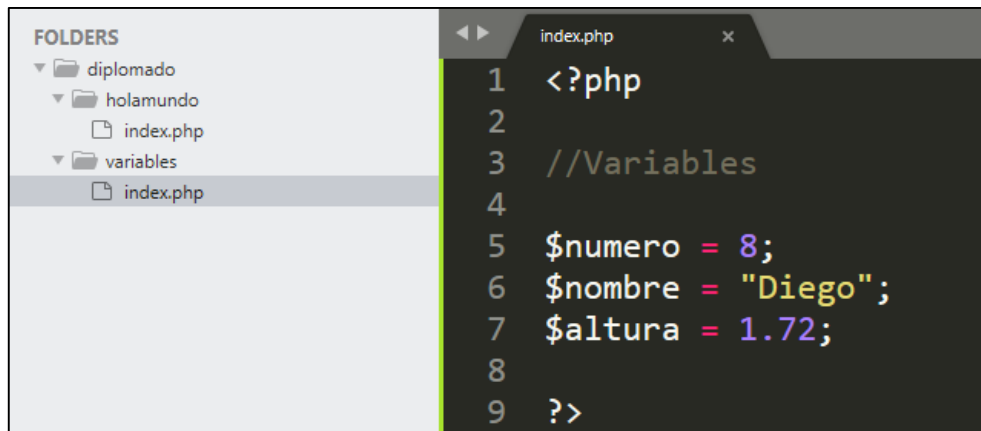 FOLDERS
diplomado
holamundo
index.php
variables
index.php
index.php ×
1 <?php
2
3 //Variables
4
5 $numero = 8;
6 $nombre = "Diego";
7 $altura = 1.72;
8
9 ?>